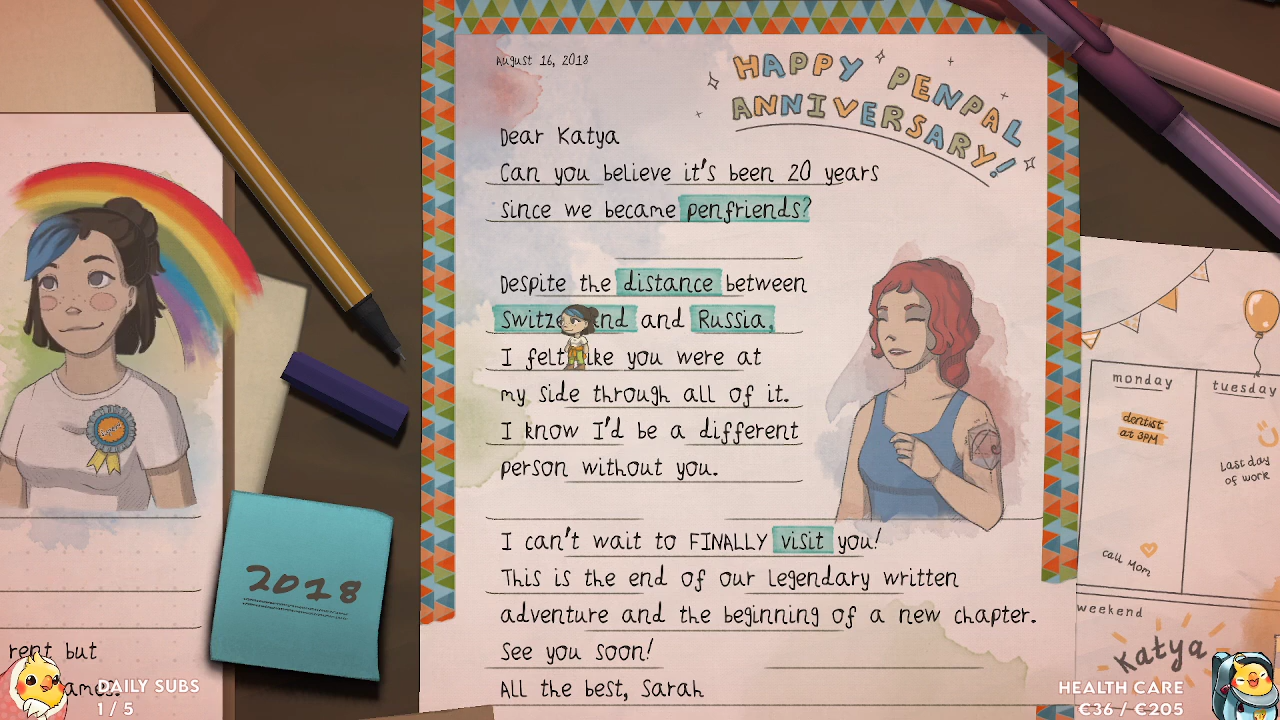 August 16, 2018
HAPPY PENPAL
ANNIVERSARY!
Dear Katya
Can you believe it's been 20 years
Since we became penfriends?
Despite the distance between
and Russia,
I felt you were at
my side through all of it.
I know I'd be a different
person without you.
I can't wait to FINALLY visit you!
This is the end of our legendary written
adventure and the beginning of a new chapter.
See you soon!
All the best, Sarah
2018
rent but
monday
tuesday
dentist
at 3PM
Last day
of work
call Mom
weekend
Katya
DAILY SUBS
1 / 5
HEALTH CARE
€36 / €205